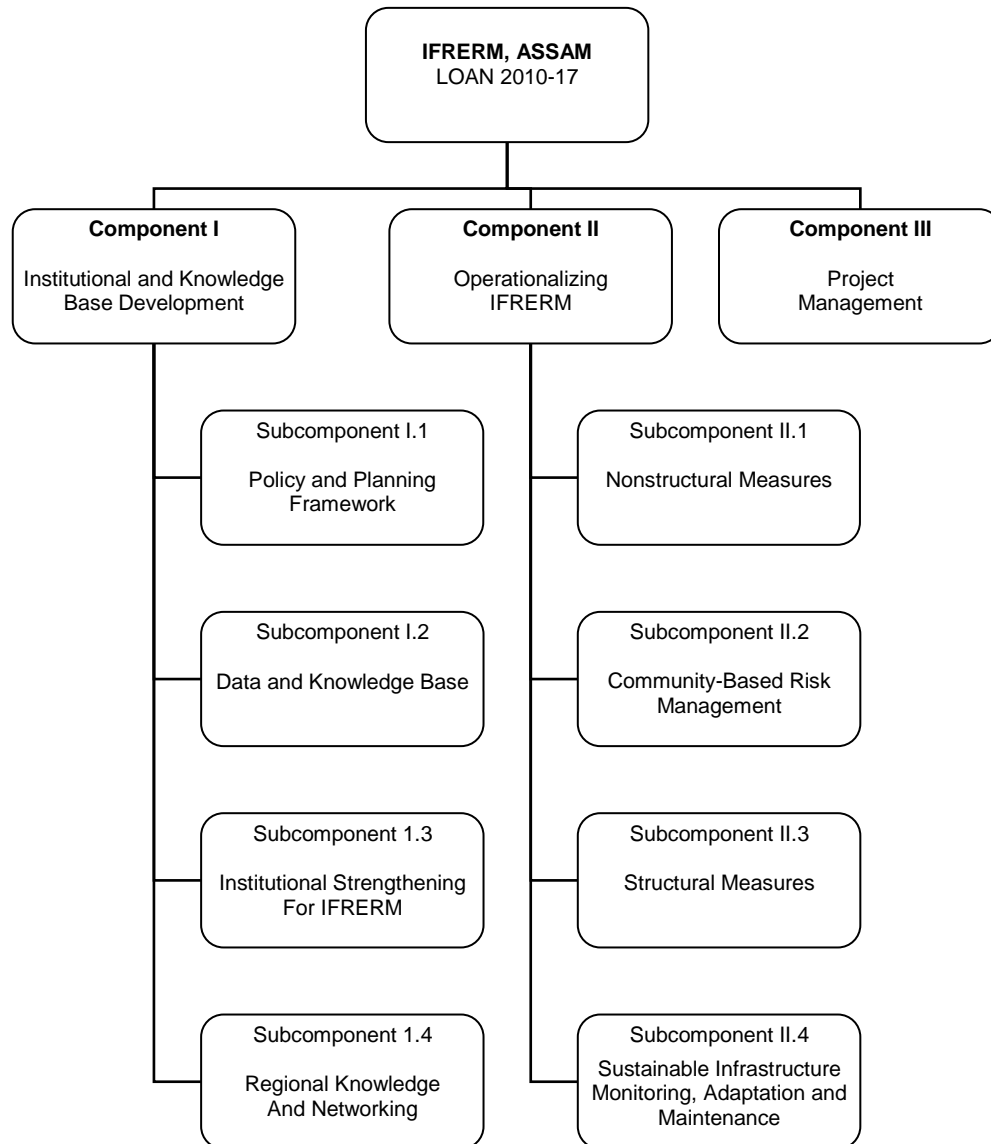 IFRERM, ASSAM
LOAN 2010-17
Component I
Institutional and Knowledge
Base Development
Component II
Operationalizing
IFRERM
Component III
Project
Management
Subcomponent I.1
Policy and Planning
Framework
Subcomponent II.1
Nonstructural Measures
Subcomponent I.2
Data and Knowledge Base
Subcomponent II.2
Community-Based Risk
Management
Subcomponent 1.3
Institutional Strengthening
For IFRERM
Subcomponent II.3
Structural Measures
Subcomponent 1.4
Regional Knowledge
And Networking
Subcomponent II.4
Sustainable Infrastructure
Monitoring, Adaptation and
Maintenance